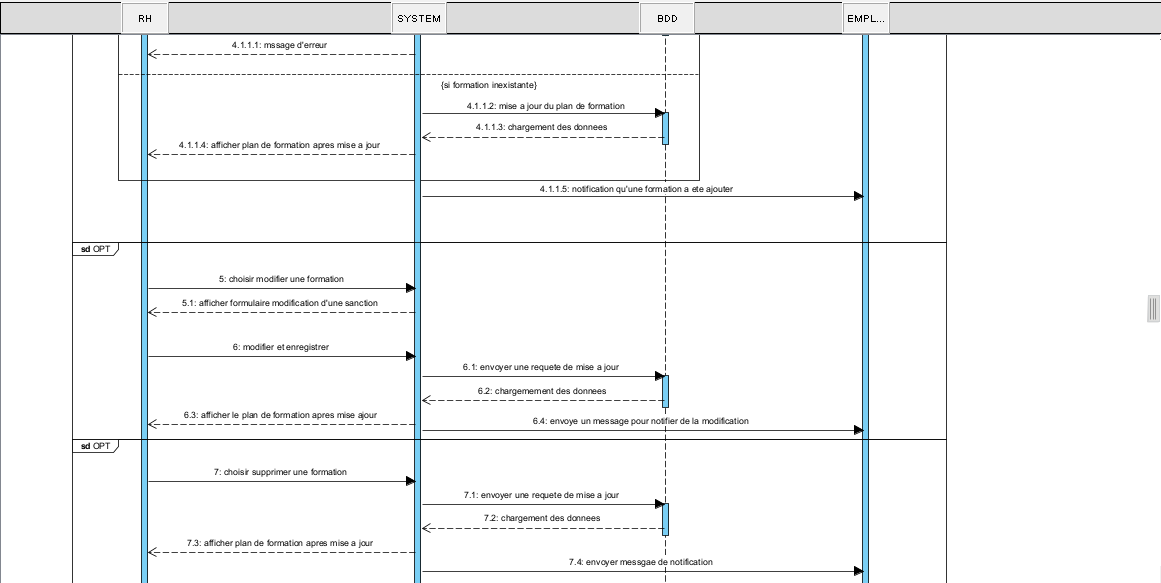 RH
SYSTEM
BDD
EMPL...
4.1.1.1: mssage d'erreur
{si formation inexistante}
4.1.1.2: mise a jour du plan de formation
4.1.1.3: chargement des donnees
4.1.1.4: afficher plan de formation apres mise a jour
4.1.1.5: notification qu'une formation a ete ajouter
sd OPT
5: choisir modifier une formation
5.1: afficher formulaire modification d'une sanction
6: modifier et enregistrer
6.1: envoyer une requete de mise a jour
6.2: chargemement des donnees
6.3: afficher le plan de formation apres mise ajour
6.4: envoye un message pour notifier de la modification
sd OPT
7: choisir supprimer une formation
7.1: envoyer une requete de mise a jour
7.2: chargement des donnees
7.3: afficher plan de formation apres mise a jour
7.4: envoyer messgae de notification